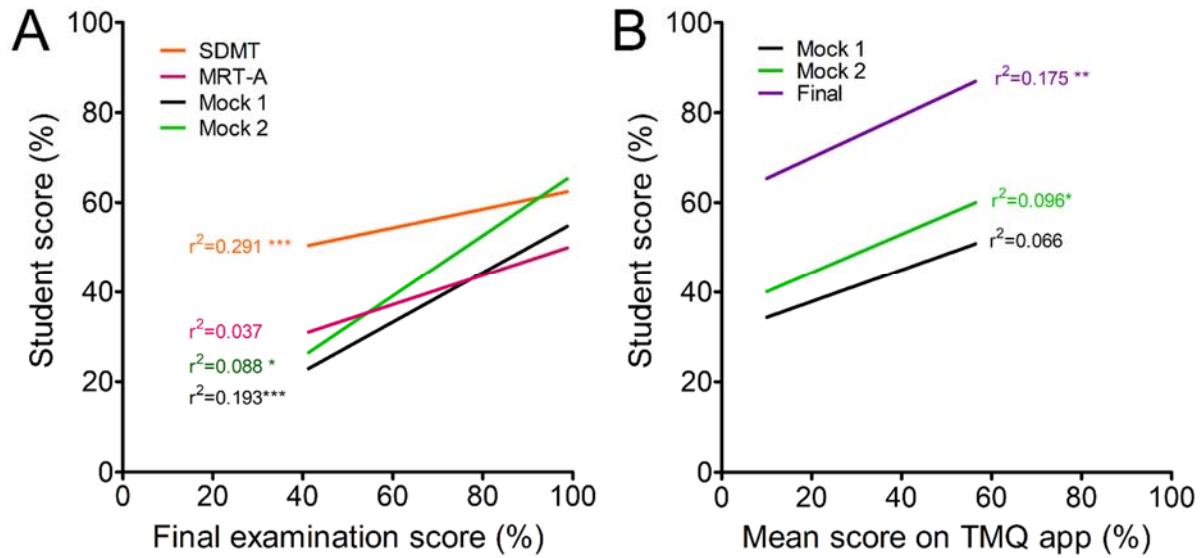 A
100
80
60
40
20
0
Student score (%)
SDMT
MRT-A
Mock 1
Mock 2
r²=0.291 ***
r²=0.037
r²=0.088 *
r²=0.193***
0 20 40 60 80 100
Final examination score (%)
B
100
80
60
40
20
0
Student score (%)
Mock 1
Mock 2
Final
r²=0.175 **
r²=0.096*
r²=0.066
0 20 40 60 80 100
Mean score on TMQ app (%)